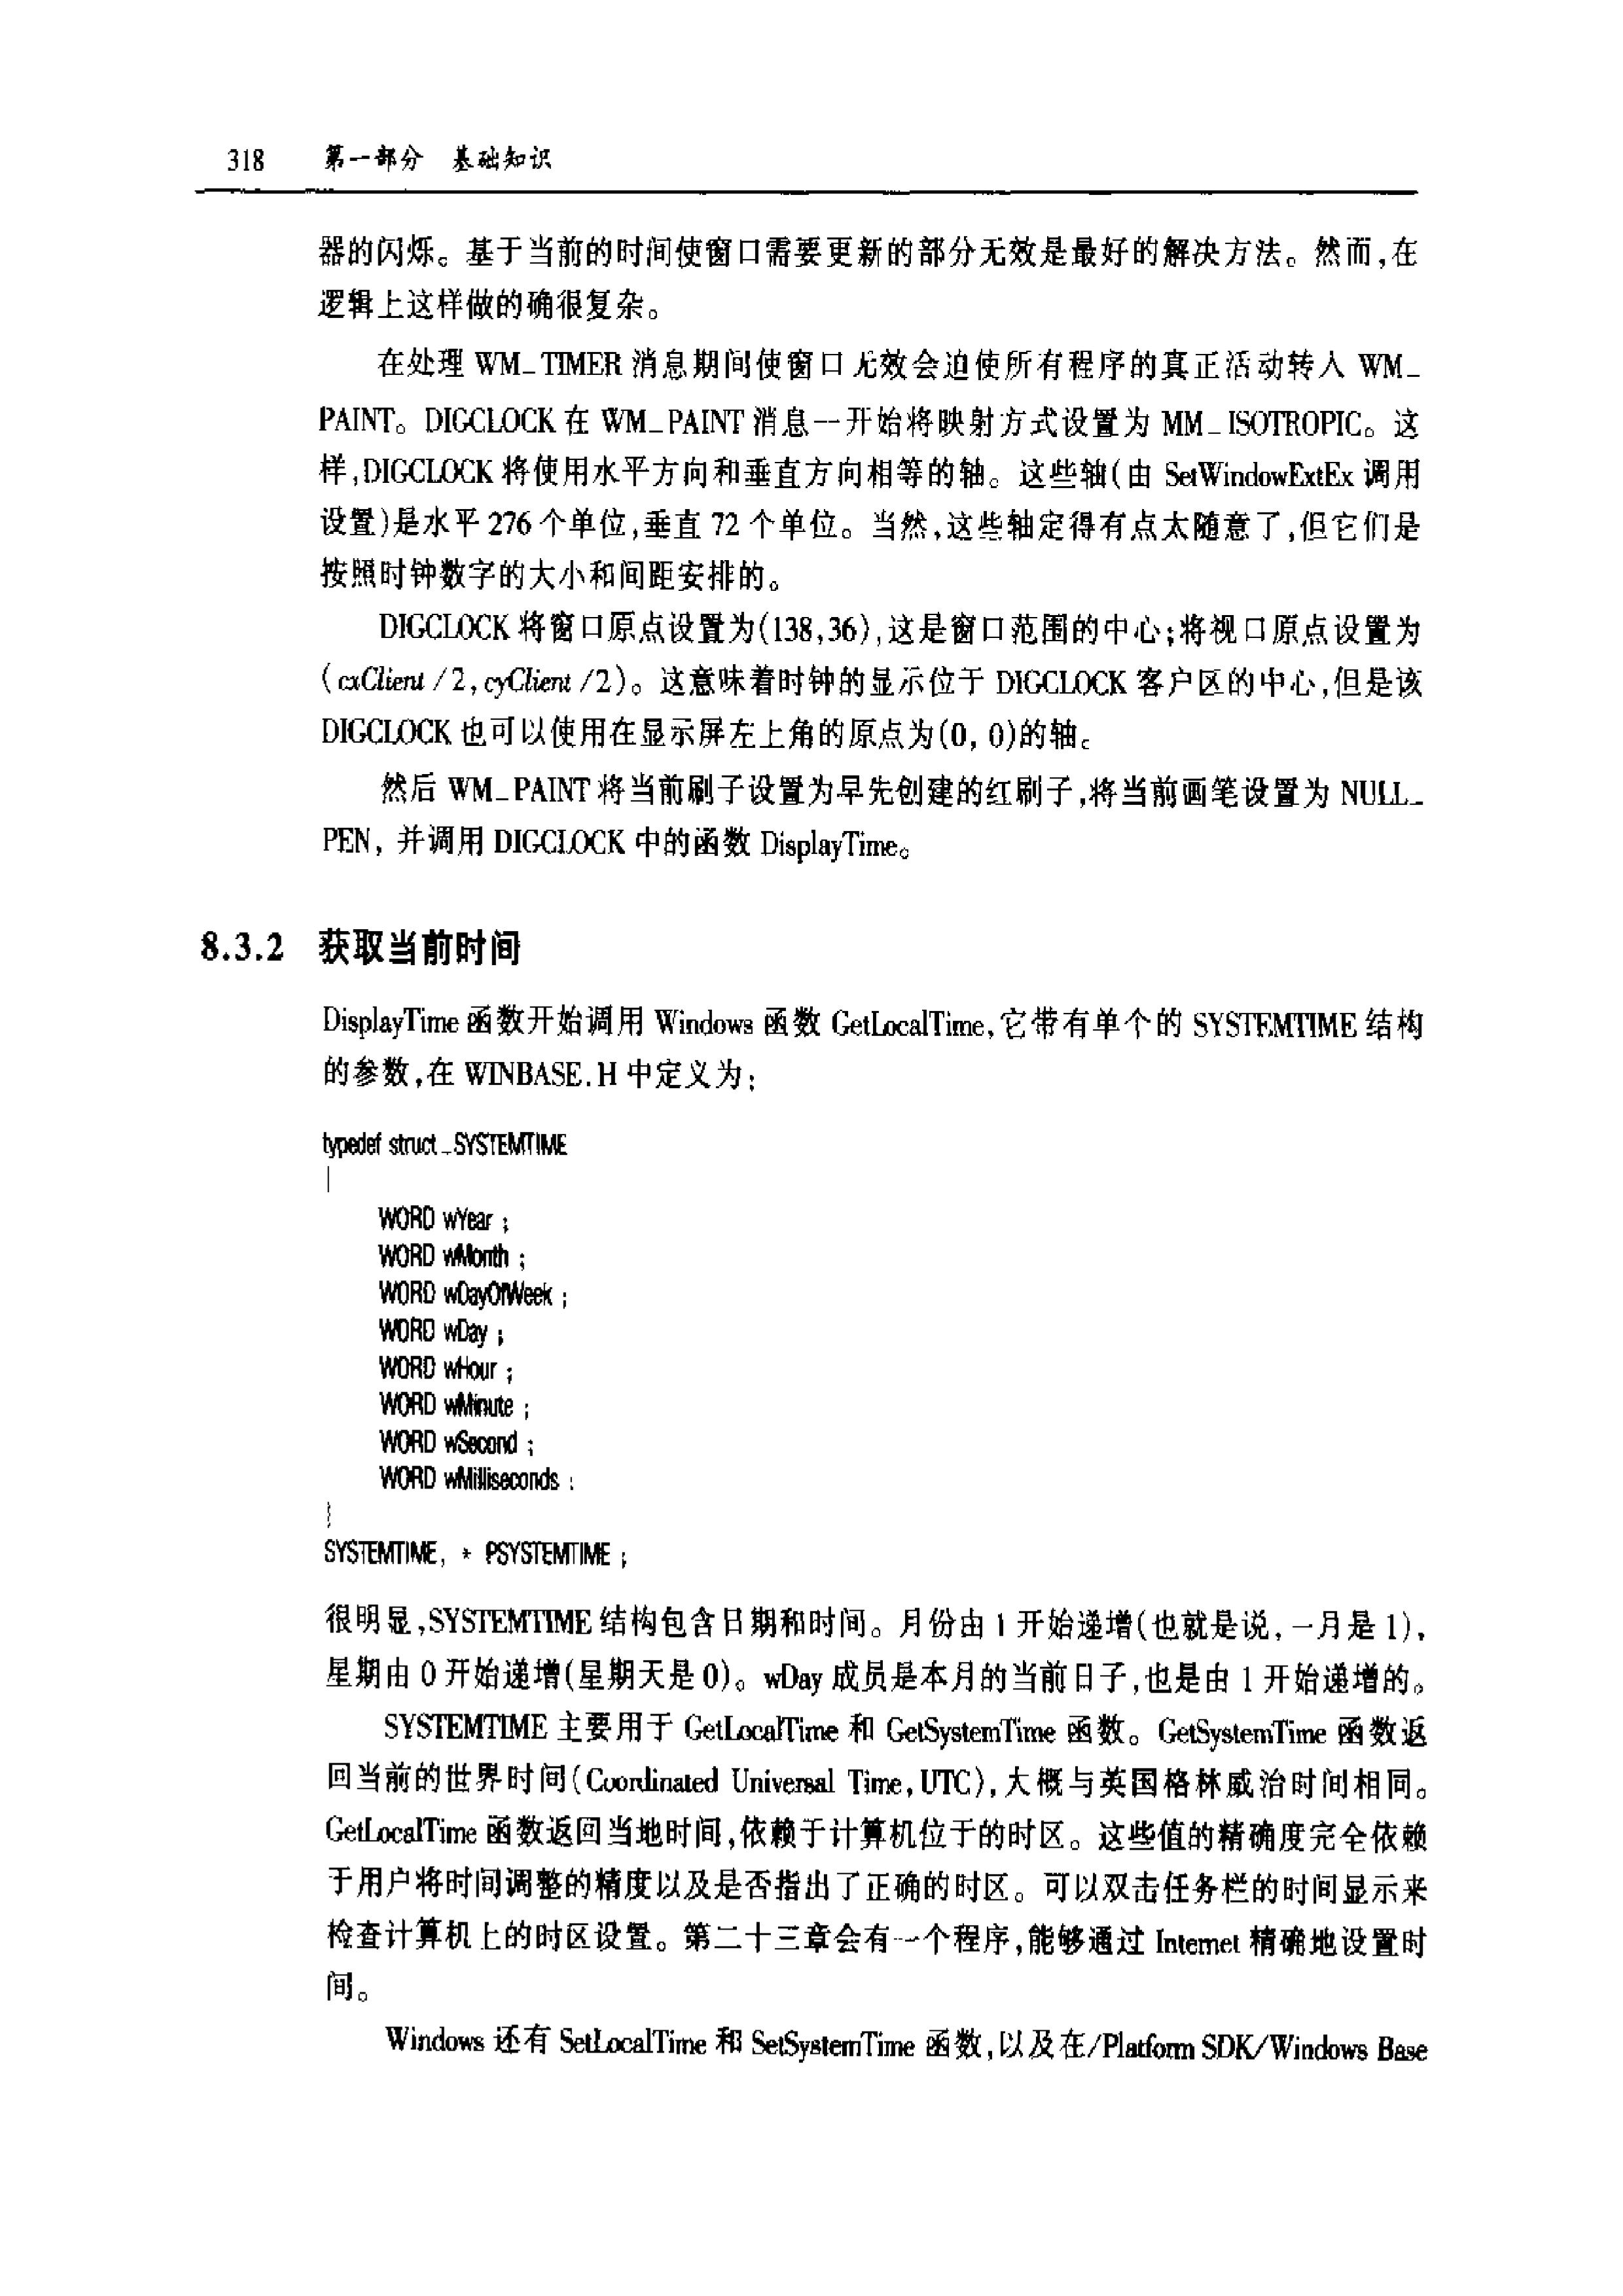 318 第一部分 基础知识
器的闪烁。基于当前的时间使窗口需要更新的部分无效是最好的解决方法。然而,在
逻辑上这样做的确很复杂。
在处理 WM_TIMER 消息期间使窗口无效会迫使所有程序的真正活动转入 WM_
PAINT。DIGCLOCK 在 WM_PAINT 消息一开始将映射方式设置为 MM_ISOTROPIC。这
样,DIGCLOCK 将使用水平方向和垂直方向相等的轴。这些轴(由 SetWindowExtEx 调用
设置)是水平 276 个单位,垂直 72 个单位。当然,这些轴定得有点太随意了,但它们是
按照时钟数字的大小和间距安排的。
DIGCLOCK 将窗口原点设置为(138,36),这是窗口范围的中心;将视口原点设置为
(cxClient /2,cyClient /2)。这意味着时钟的显示位于 DIGCLOCK 客户区的中心,但是该
DIGCLOCK 也可以使用在显示屏左上角的原点为(0, 0)的轴。
然后 WM_PAINT 将当前刷子设置为早先创建的红刷子,将当前画笔设置为 NULL_
PEN, 并调用 DIGCLOCK 中的函数 DisplayTime。
8.3.2 获取当前时间
DisplayTime 函数开始调用 Windows 函数 GetLocalTime,它带有单个的 SYSTEMTIME 结构
的参数,在 WINBASE.H 中定义为:
typedef struct _SYSTEMTIME
{
WORD wYear ;
WORD wMonth ;
WORD wDayOfWeek ;
WORD wDay ;
WORD wHour ;
WORD wMinute ;
WORD wSecond ;
WORD wMilliseconds ;
}
SYSTEMTIME, * PSYSTEMTIME ;
很明显,SYSTEMTIME 结构包含日期和时间。月份由 1 开始递增(也就是说,一月是 1),
星期由 0 开始递增(星期天是 0)。wDay 成员是本月的当前日子,也是由 1 开始递增的。
SYSTEMTIME 主要用于 GetLocalTime 和 GetSystemTime 函数。GetSystemTime 函数返
回当前的世界时间(Coordinated Universal Time,UTC),大概与英国格林威治时间相同。
GetLocalTime 函数返回当地时间,依赖于计算机位于的时区。这些值的精确度完全依赖
于用户将时间调整的精度以及是否指出了正确的时区。可以双击任务栏的时间显示来
检查计算机上的时区设置。第二十三章会有一个程序,能够通过 Internet 精确地设置时
间。
Windows 还有 SetLocalTime 和 SetSystemTime 函数,以及在/Platform SDK/Windows Base